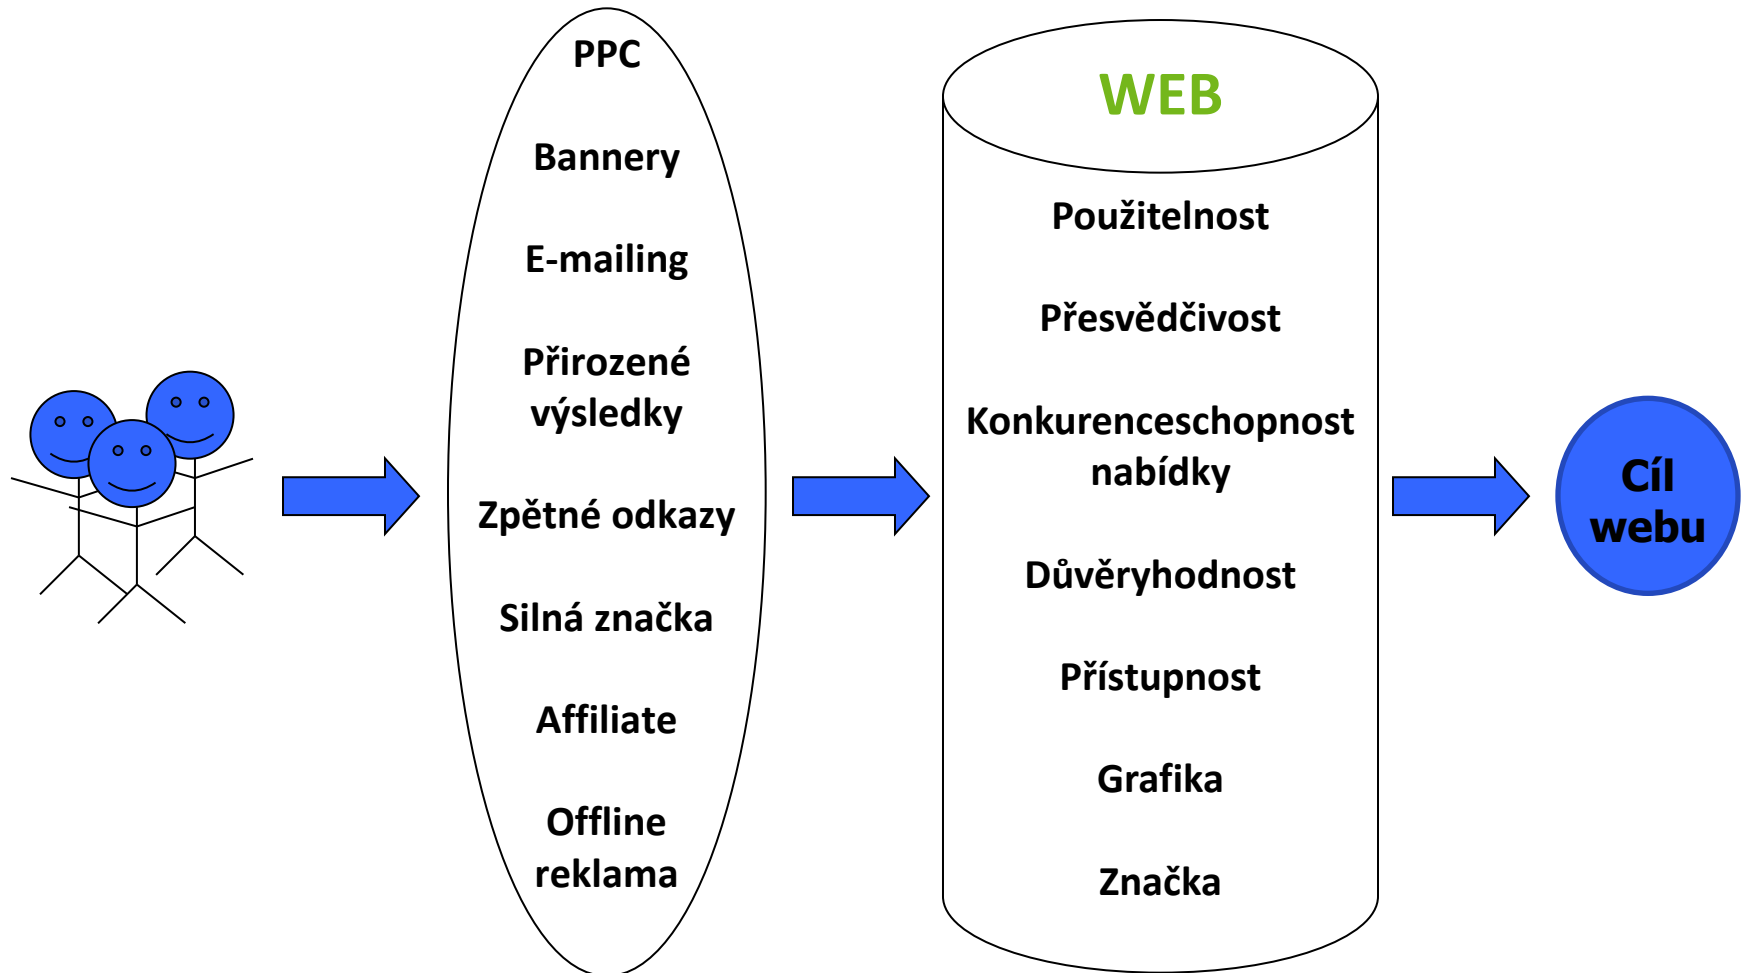 PPC
Bannery
E-mailing
Přirozené
výsledky
Zpětné odkazy
Silná značka
Affiliate
Offline
reklama
WEB
Použitelnost
Přesvědčivost
Konkurenceschopnost
nabídky
Důvěryhodnost
Přístupnost
Grafika
Značka
Cíl
webu